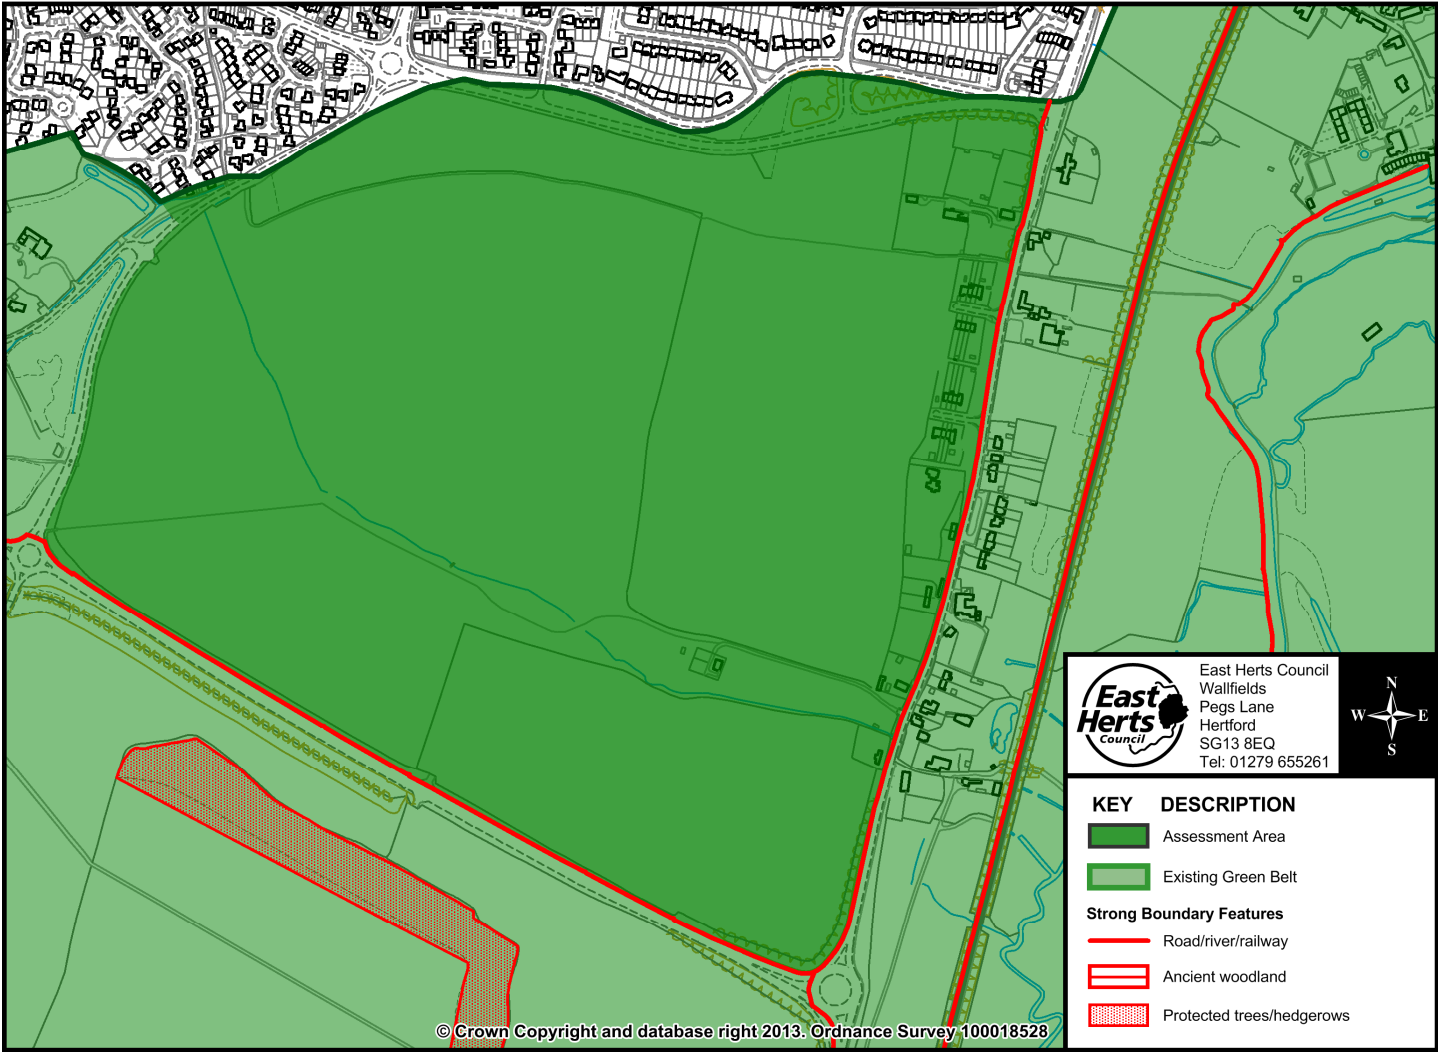 East
Herts
Council
East Herts Council
Wallfields
Pegs Lane
Hertford
SG13 8EQ
Tel: 01279 655261
N
W E
S
KEY DESCRIPTION
Assessment Area
Existing Green Belt
Strong Boundary Features
Road/river/railway
Ancient woodland
Protected trees/hedgerows
© Crown Copyright and database right 2013. Ordnance Survey 100018528